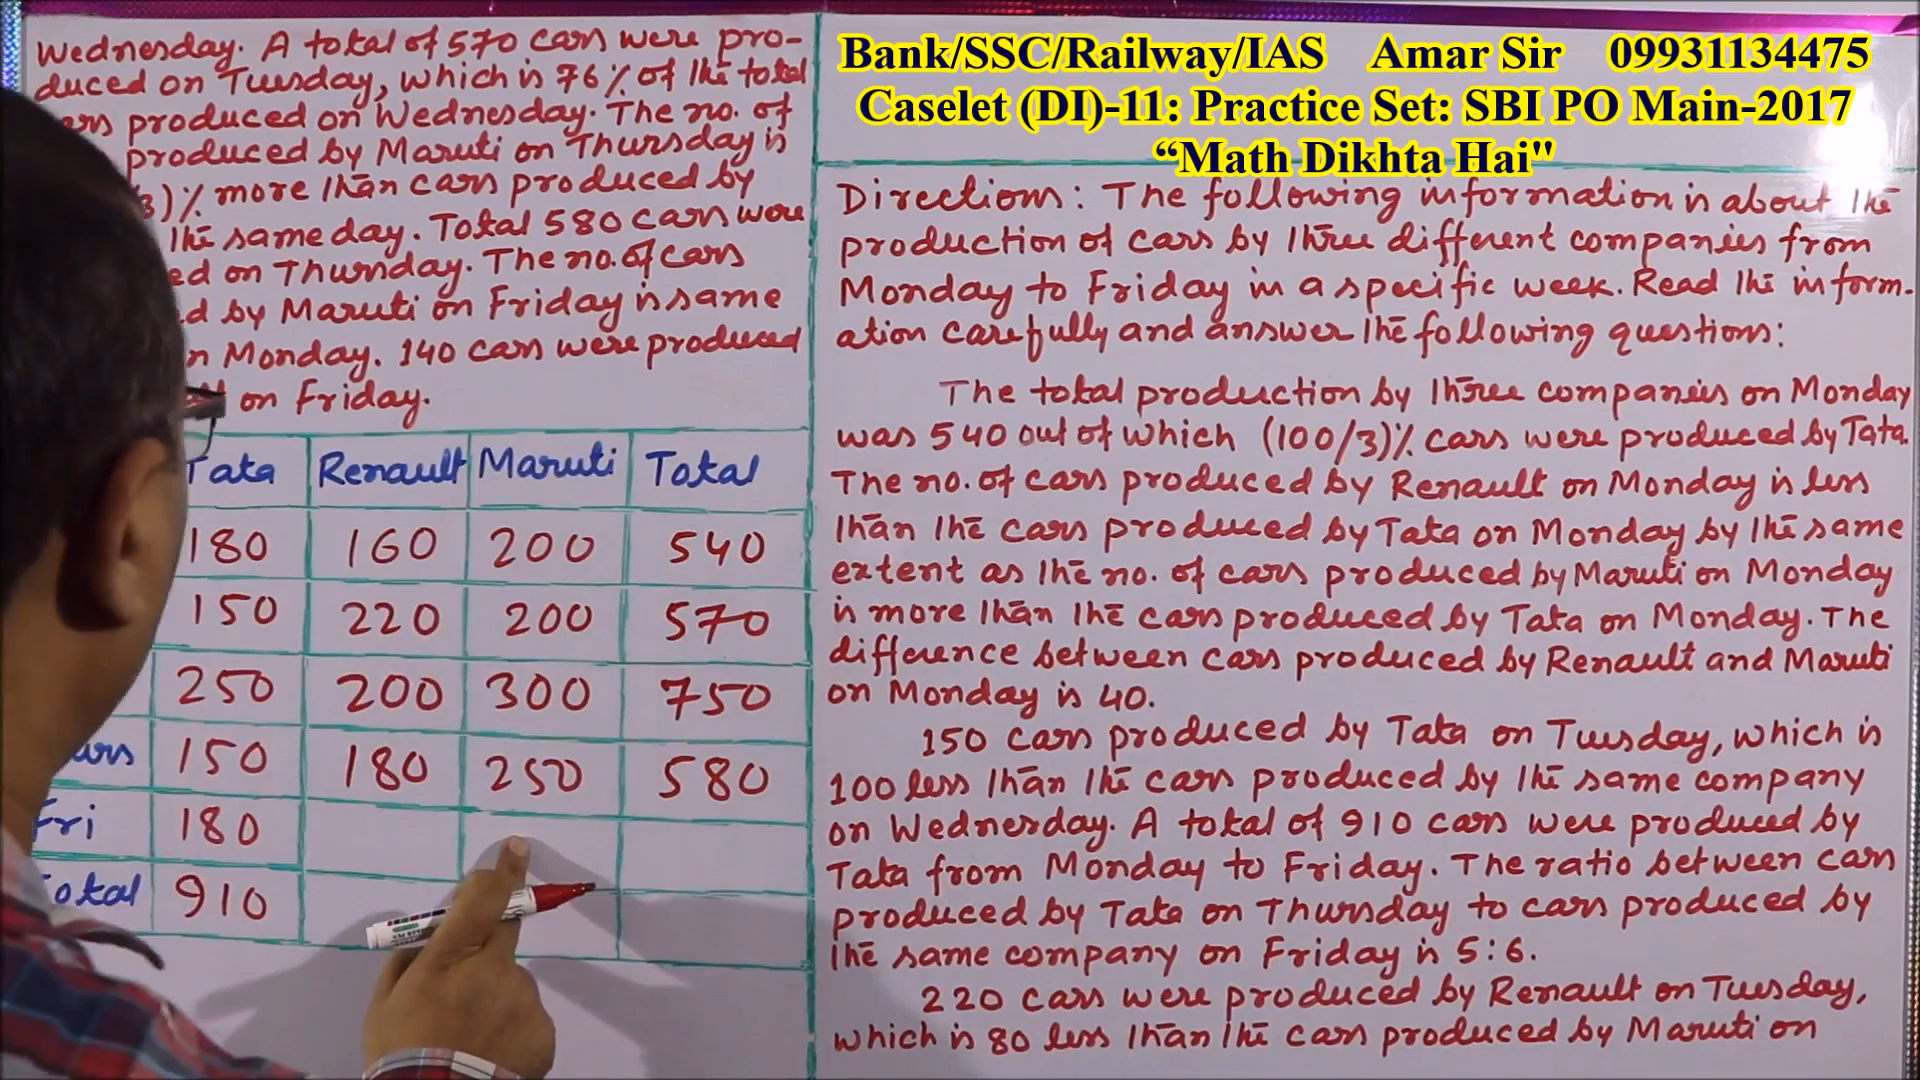 Bank/SSC/Railway/IAS Amar Sir 09931134475
Caselet (DI)-11: Practice Set: SBI PO Main-2017
“Math Dikhta Hai"
Directions: The following information is about the
production of cars by three different companies from
Monday to Friday in a specific week. Read the inform-
ation carefully and answer the following questions:
The total production by three companies on Monday
was 540 out of which (100/3)% cars were produced by Tata.
The no. of cars produced by Renault on Monday is less
than the cars produced by Tata on Monday by the same
extent as the no. of cars produced by Maruti on Monday
is more than the cars produced by Tata on Monday. The
difference between cars produced by Renault and Maruti
on Monday is 40.
150 cars produced by Tata on Tuesday, which is
100 less than the cars produced by the same company
on Wednesday. A total of 910 cars were produced by
Tata from Monday to Friday. The ratio between cars
produced by Tata on Thursday to cars produced by
the same company on Friday is 5:6.
220 cars were produced by Renault on Tuesday,
which is 80 less than the cars produced by Maruti on
Wednesday. A total of 570 cars were pro-
duced on Tuesday, which is 76% of the total
produced on Wednesday. The no. of
produced by Maruti on Thursday is
)% more than cars produced by
the same day. Total 580 cars were
on Thursday. The no. of cars
by Maruti on Friday is same
Monday. 140 cars were produced
on Friday.
Tata Renault Maruti Total
180 160 200 540
150 220 200 570
250 200 300 750
150 180 250 580
Fri 180
Total 910